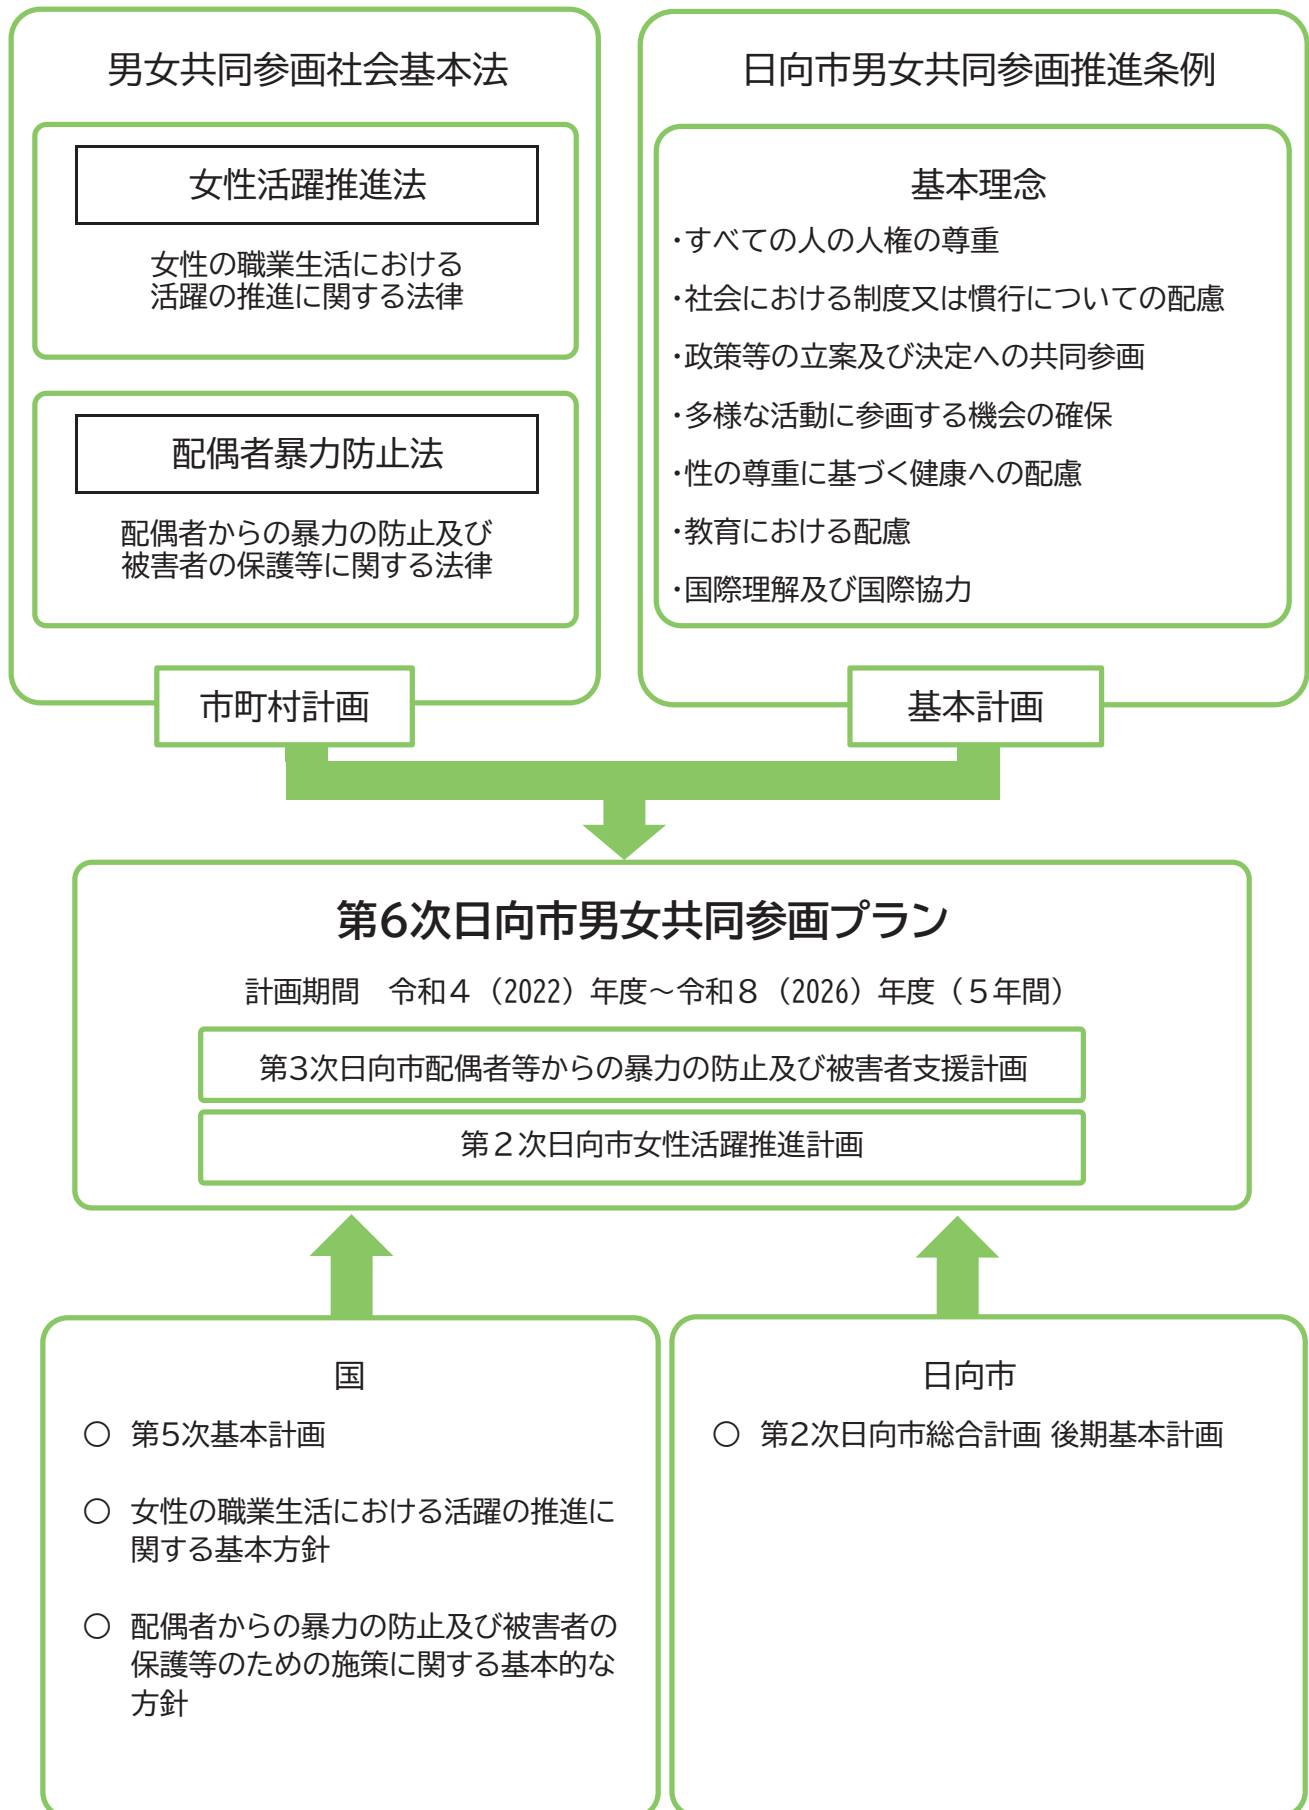 男女共同参画社会基本法
女性活躍推進法
女性の職業生活における
活躍の推進に関する法律
配偶者暴力防止法
配偶者からの暴力の防止及び
被害者の保護等に関する法律
市町村計画
日向市男女共同参画推進条例
基本理念
・すべての人の人権の尊重
・社会における制度又は慣行についての配慮
・政策等の立案及び決定への共同参画
・多様な活動に参画する機会の確保
・性の尊重に基づく健康への配慮
・教育における配慮
・国際理解及び国際協力
基本計画
第6次日向市男女共同参画プラン
計画期間　令和４（2022）年度～令和８（2026）年度（５年間）
第3次日向市配偶者等からの暴力の防止及び被害者支援計画
第２次日向市女性活躍推進計画
国
○ 第5次基本計画
○ 女性の職業生活における活躍の推進に
関する基本方針
○ 配偶者からの暴力の防止及び被害者の
保護等のための施策に関する基本的な
方針
日向市
○ 第2次日向市総合計画 後期基本計画